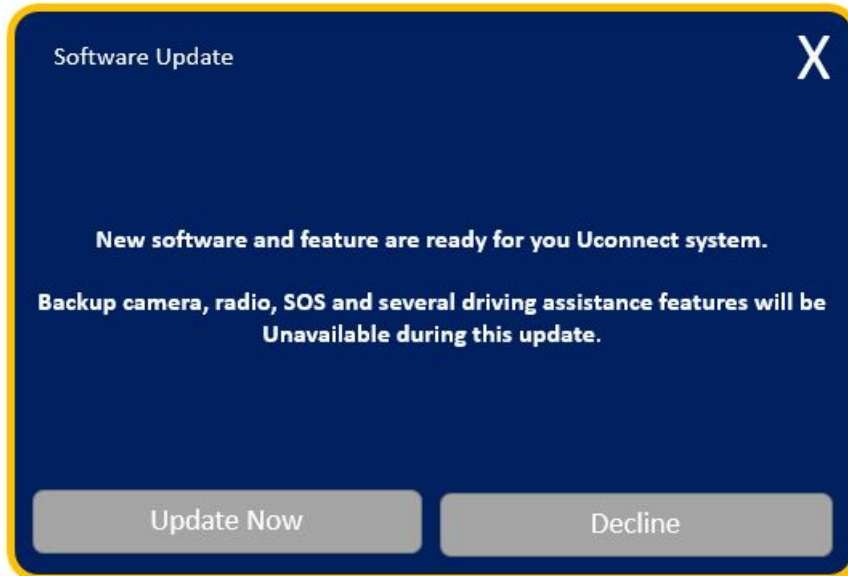 Software Update
X
New software and feature are ready for you Uconnect system.
Backup camera, radio, SOS and several driving assistance features will be
Unavailable during this update.
Update Now
Decline